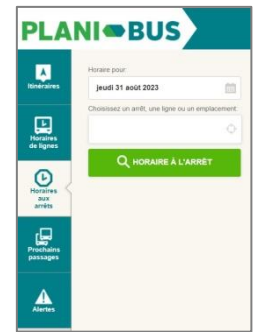 PLANI BUS
Itinéraires
Horaires
de lignes
Horaires
aux
arrêts
Prochains
passages
Alertes
Horaire pour:
jeudi 31 août 2023
Choisissez un arrêt, une ligne ou un emplacement:
HORAIRE À L'ARRÊT